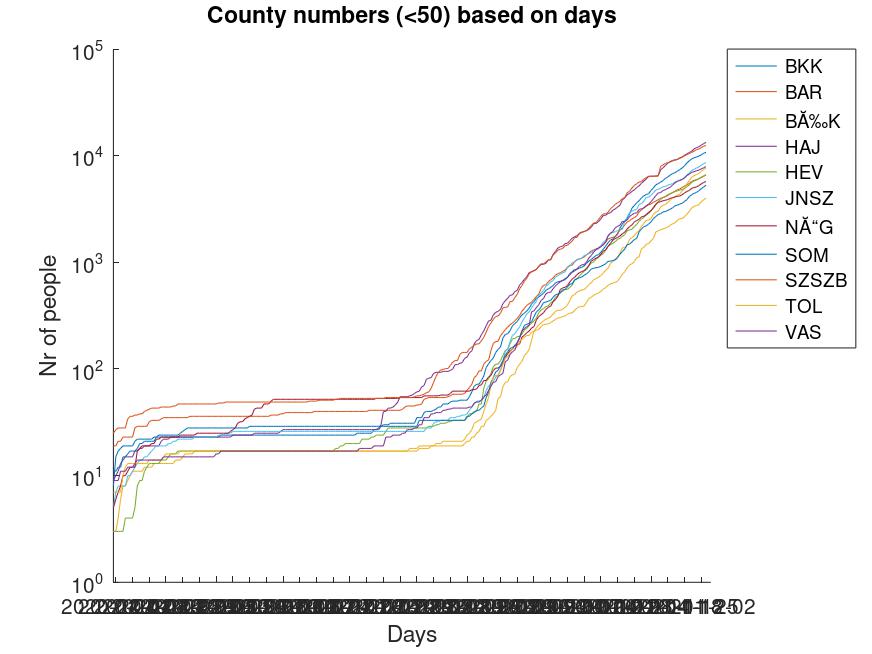 County numbers (<50) based on days
10^5
10^4
10^3
10^2
10^1
10^0
Nr of people
Days
BKK
BAR
BĂ‰K
HAJ
HEV
JNSZ
NĂ“G
SOM
SZSZB
TOL
VAS